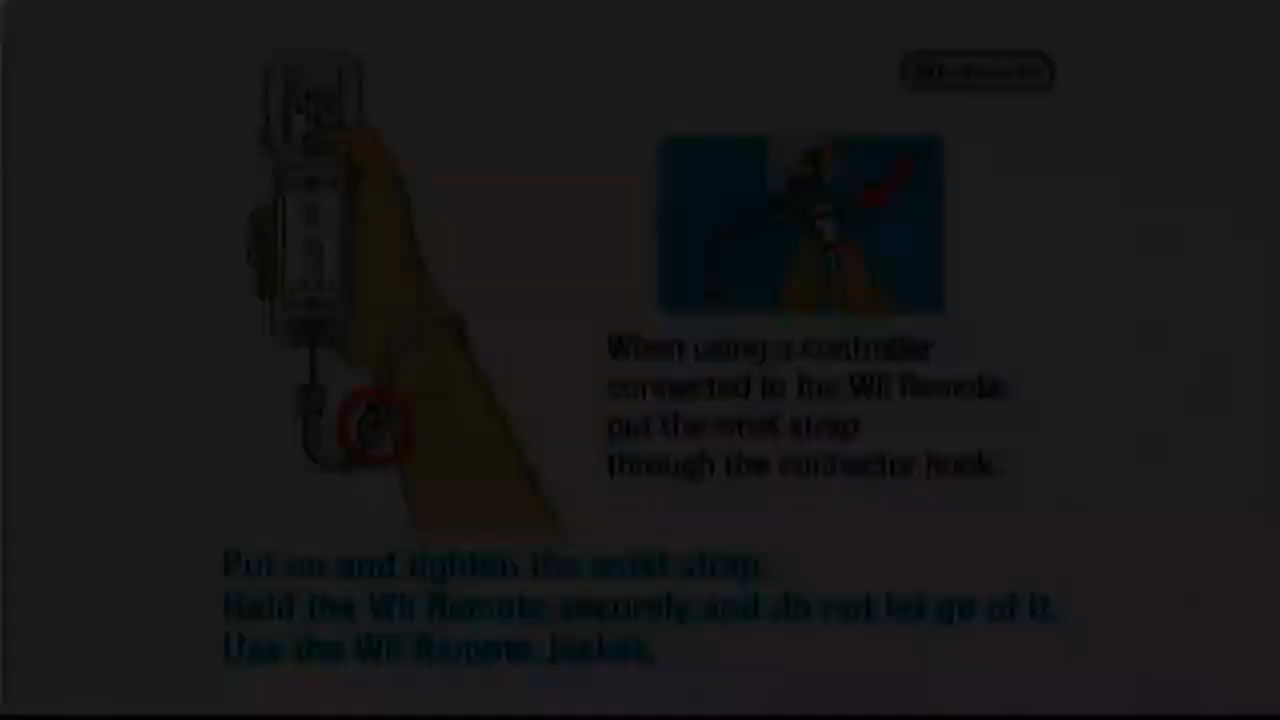 When using a controller
connected to the Wii Remote,
put the wrist strap
through the connector hook.
Put on and tighten the wrist strap.
Hold the Wii Remote securely and do not let go of it.
Use the Wii Remote Jacket.